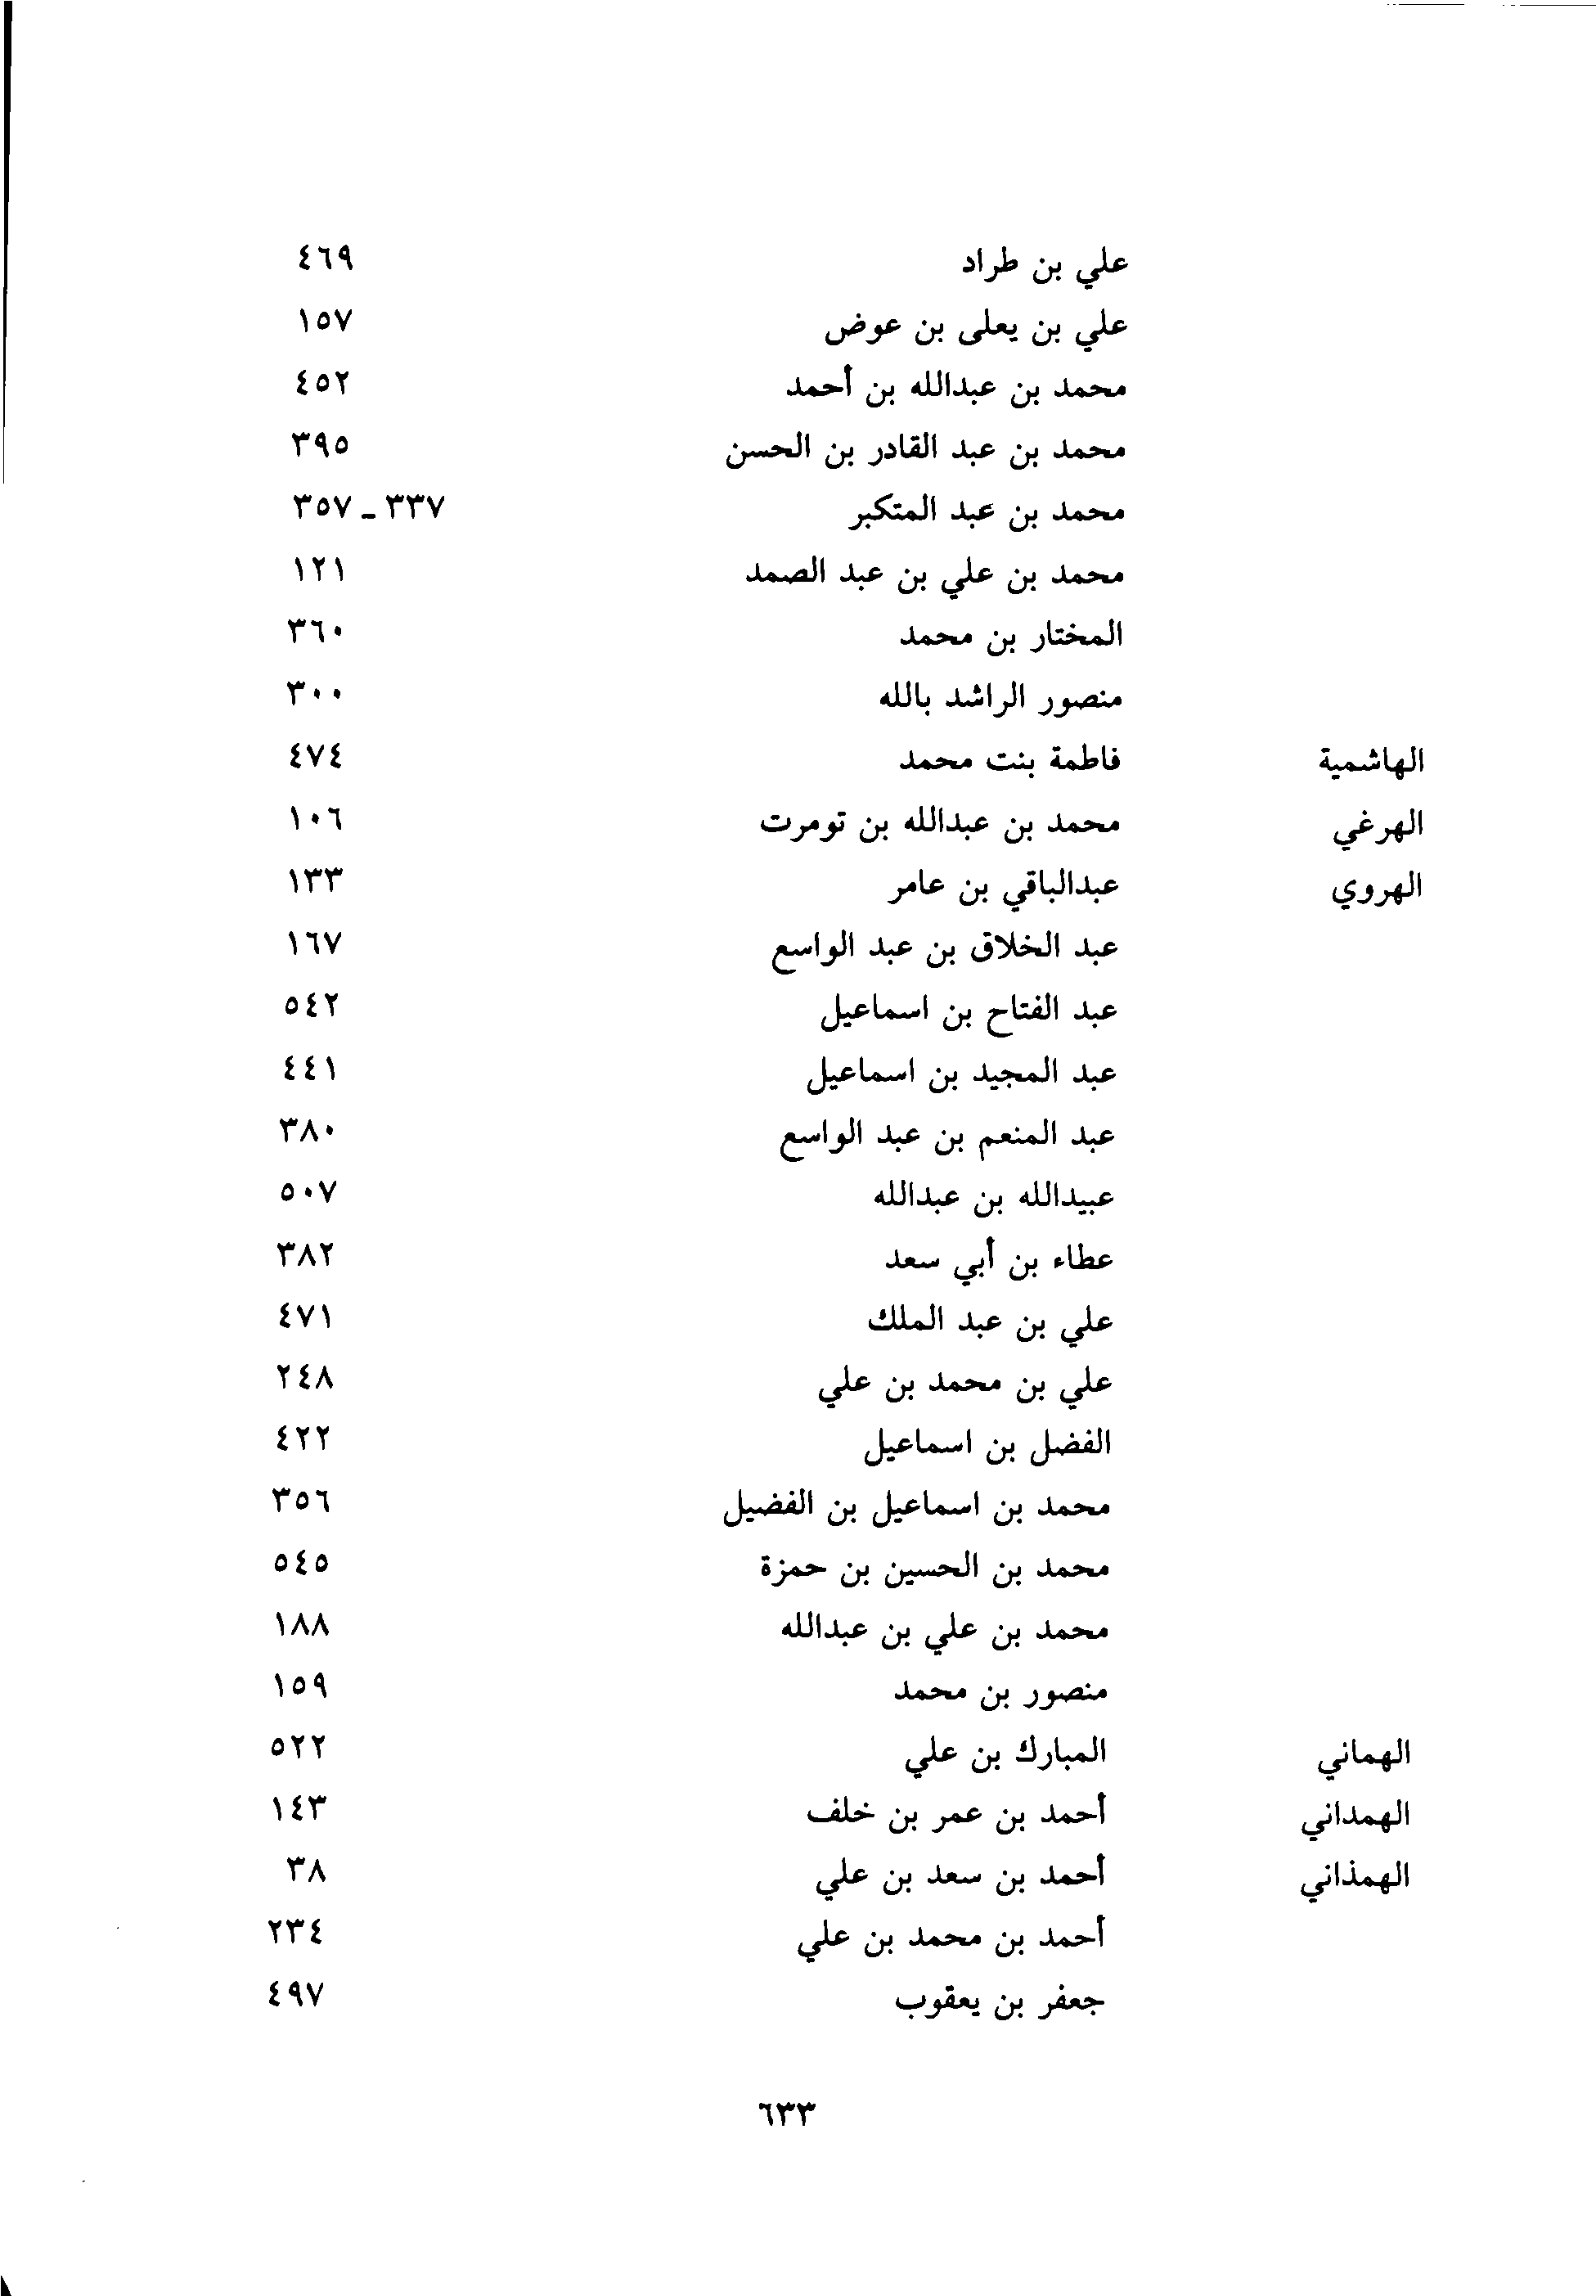 علي بن طراد ٤٦٩
علي بن يعلى بن عوض ١٥٧
محمد بن عبدالله بن أحمد ٤٥٢
محمد بن عبد القادر بن الحسن ٣٩٥
محمد بن عبد المتكبر ٣٣٧ - ٣٥٧
محمد بن علي بن عبد الصمد ١٢١
المختار بن محمد ٣٦٠
منصور الراشد بالله ٣٠٠
الهاشمية فاطمة بنت محمد ٤٧٤
الهرغي محمد بن عبدالله بن تومرت ١٠٦
الهروي عبدالباقي بن عامر ١٣٣
عبد الخلاق بن عبد الواسع ١٦٧
عبد الفتاح بن اسماعيل ٥٤٢
عبد المجيد بن اسماعيل ٤٤١
عبد المنعم بن عبد الواسع ٣٨٠
عبيدالله بن عبدالله ٥٠٧
عطاء بن أبي سعد ٣٨٢
علي بن عبد الملك ٤٧١
علي بن محمد بن علي ٢٤٨
الفضل بن اسماعيل ٤٢٢
محمد بن اسماعيل بن الفضيل ٣٥٦
محمد بن الحسين بن حمزة ٥٤٥
محمد بن علي بن عبدالله ١٨٨
منصور بن محمد ١٥٩
الهماني المبارك بن علي ٥٢٢
الهمداني أحمد بن عمر بن خلف ١٤٣
الهمذاني أحمد بن سعد بن علي ٣٨
أحمد بن محمد بن علي ٢٣٤
جعفر بن يعقوب ٤٩٧
٦٣٣